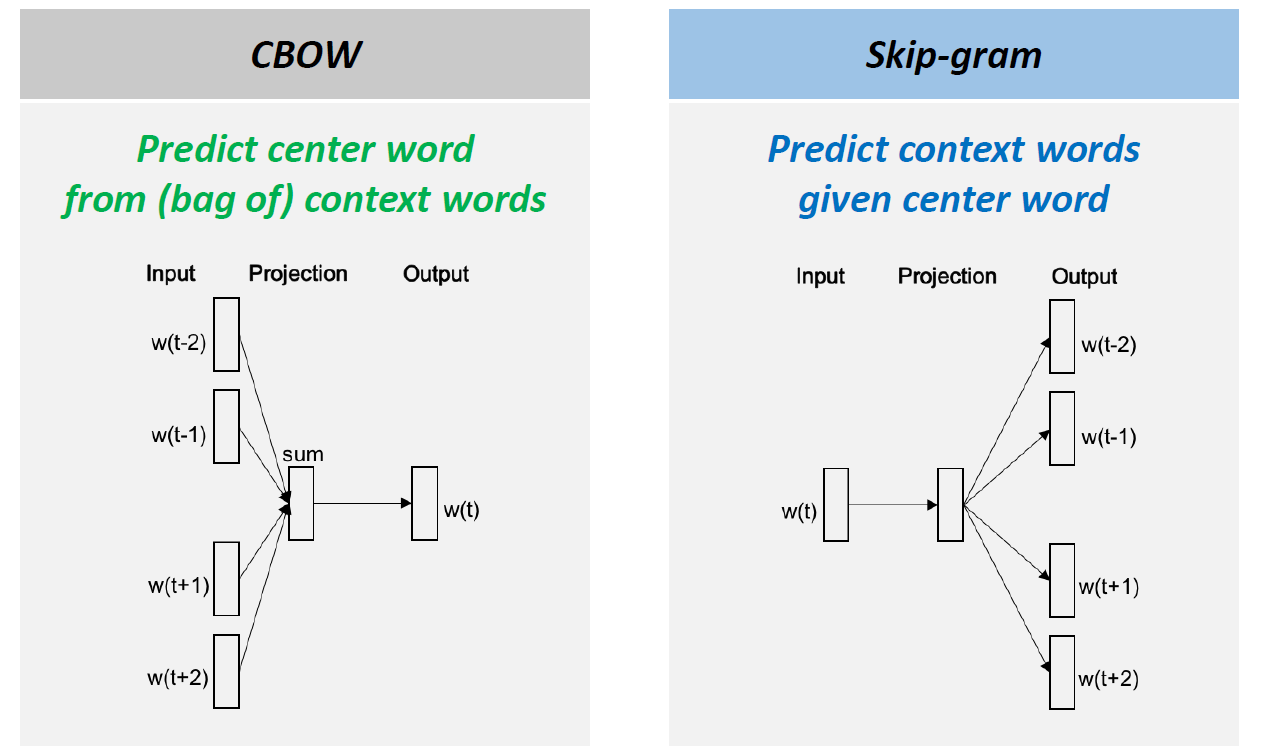 CBOW
Predict center word
from (bag of) context words
Input Projection Output
w(t-2)
w(t-1)
sum
w(t)
w(t+1)
w(t+2)
Skip-gram
Predict context words
given center word
Input Projection Output
w(t-2)
w(t-1)
w(t)
w(t+1)
w(t+2)